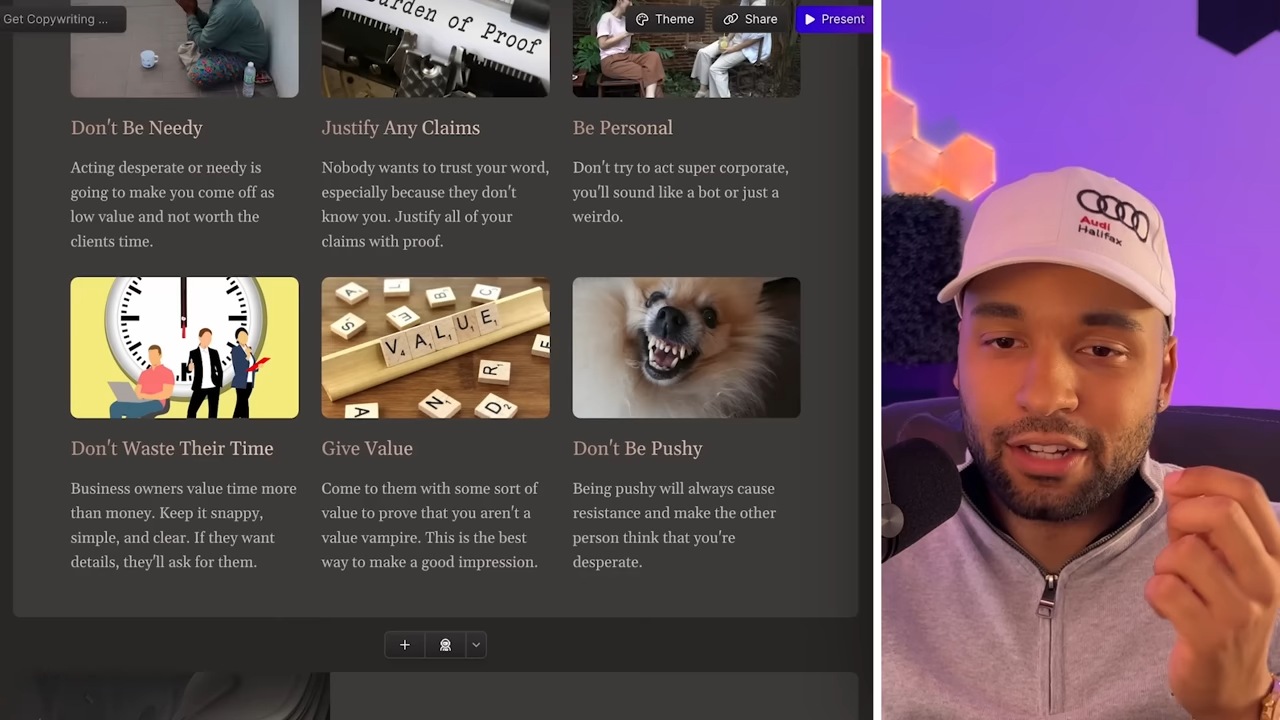 Get Copywriting ...
Theme
Share
Present
Burden of Proof
Don't Be Needy
Justify Any Claims
Be Personal
Acting desperate or needy is
going to make you come off as
low value and not worth the
clients time.
Nobody wants to trust your word,
especially because they don't
know you. Justify all of your
claims with proof.
Don't try to act super corporate,
you'll sound like a bot or just a
weirdo.
VALUE
Don't Waste Their Time
Give Value
Don't Be Pushy
Business owners value time more
than money. Keep it snappy,
simple, and clear. If they want
details, they'll ask for them.
Come to them with some sort of
value to prove that you aren't a
value vampire. This is the best
way to make a good impression.
Being pushy will always cause
resistance and make the other
person think that you're
desperate.
Audi
Halifax